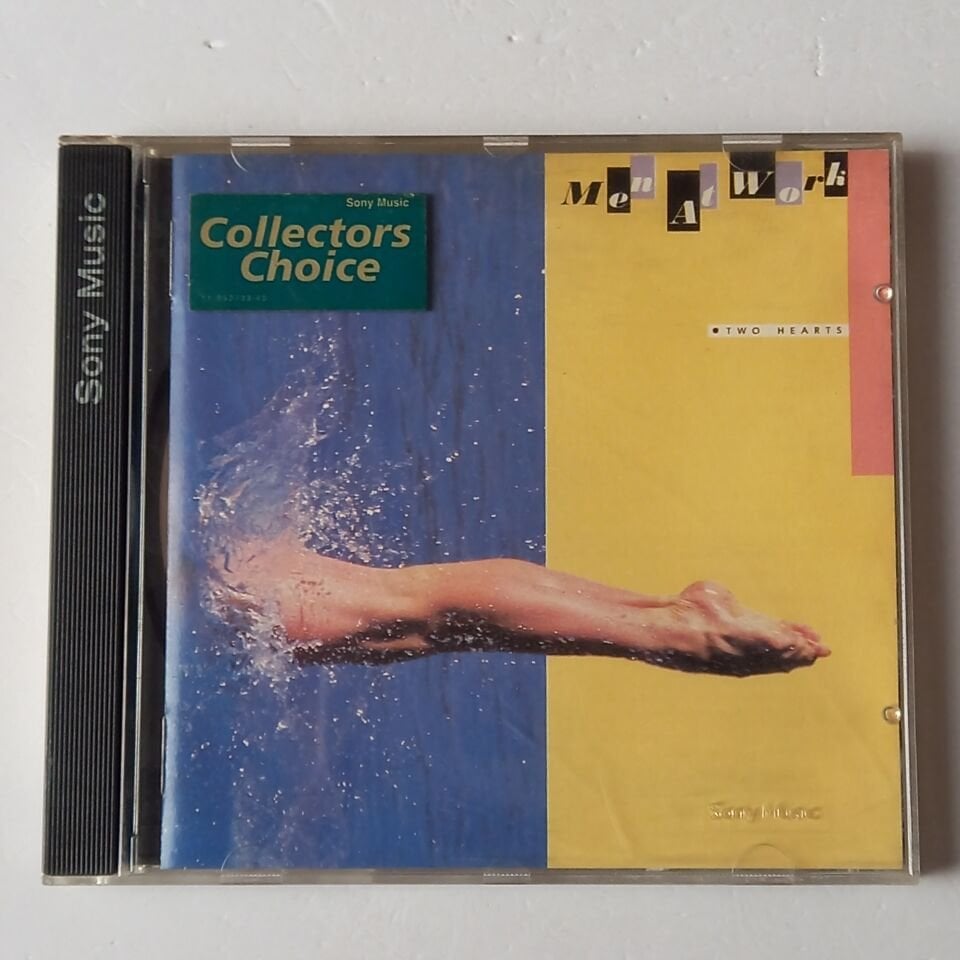 Sony Music
Sony Music
Collectors
Choice
Men At Work
• TWO HEARTS
Sony Music